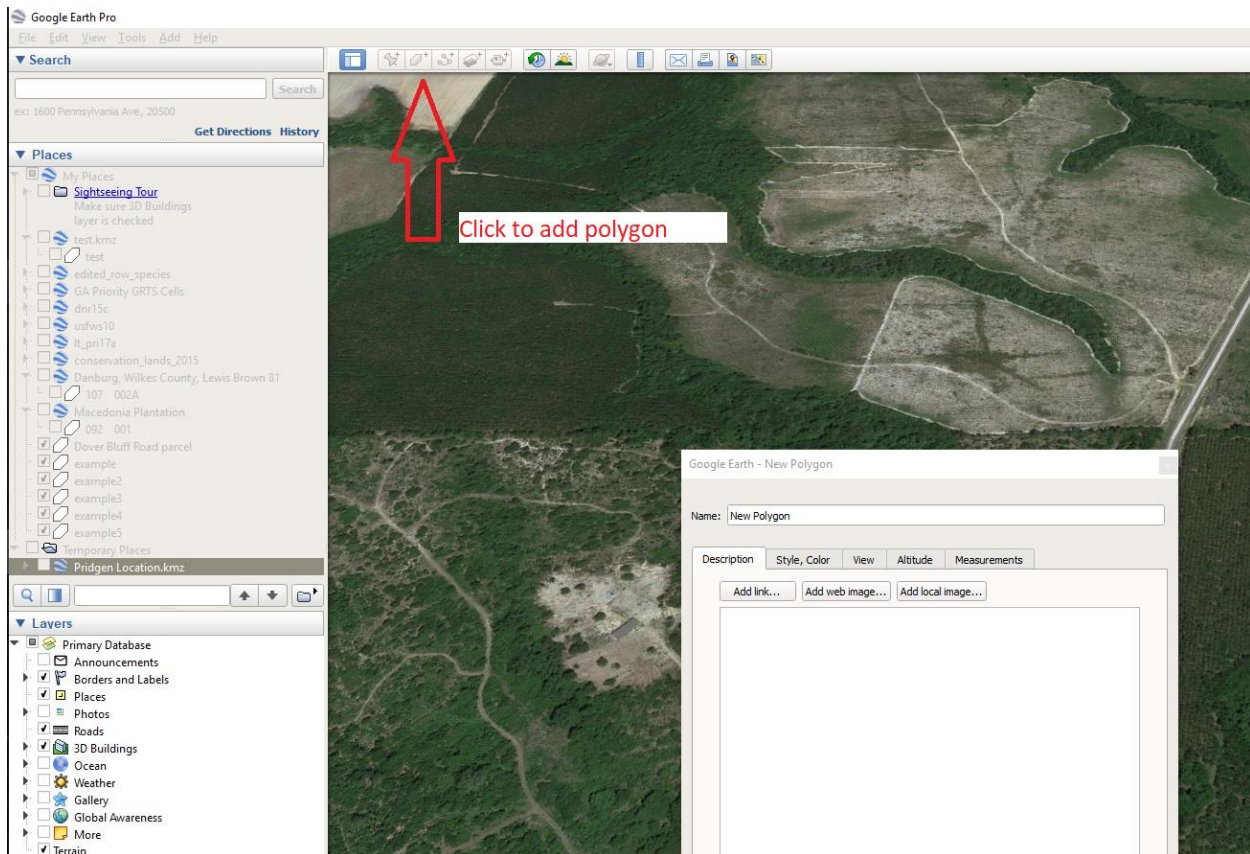 Google Earth Pro
File Edit View Tools Add Help
Search
Search
ex: 1600 Pennsylvania Ave, 20500
Get Directions History
Places
My Places
Sightseeing Tour
Make sure 3D Buildings
layer is checked
test.kmz
test
edited_row_species
GA Priority GRTS Cells
dnr15c
usfws10
lt_pri17a
conservation_lands_2015
Danburg, Wilkes County, Lewis Brown 81
107 002A
Macedonia Plantation
092 001
Dover Bluff Road parcel
example
example2
example3
example4
example5
Temporary Places
Pridgen Location.kmz
Layers
Primary Database
Announcements
Borders and Labels
Places
Photos
Roads
3D Buildings
Ocean
Weather
Gallery
Global Awareness
More
Terrain
Click to add polygon
Google Earth - New Polygon
Name: New Polygon
Description Style, Color View Altitude Measurements
Add link... Add web image... Add local image...